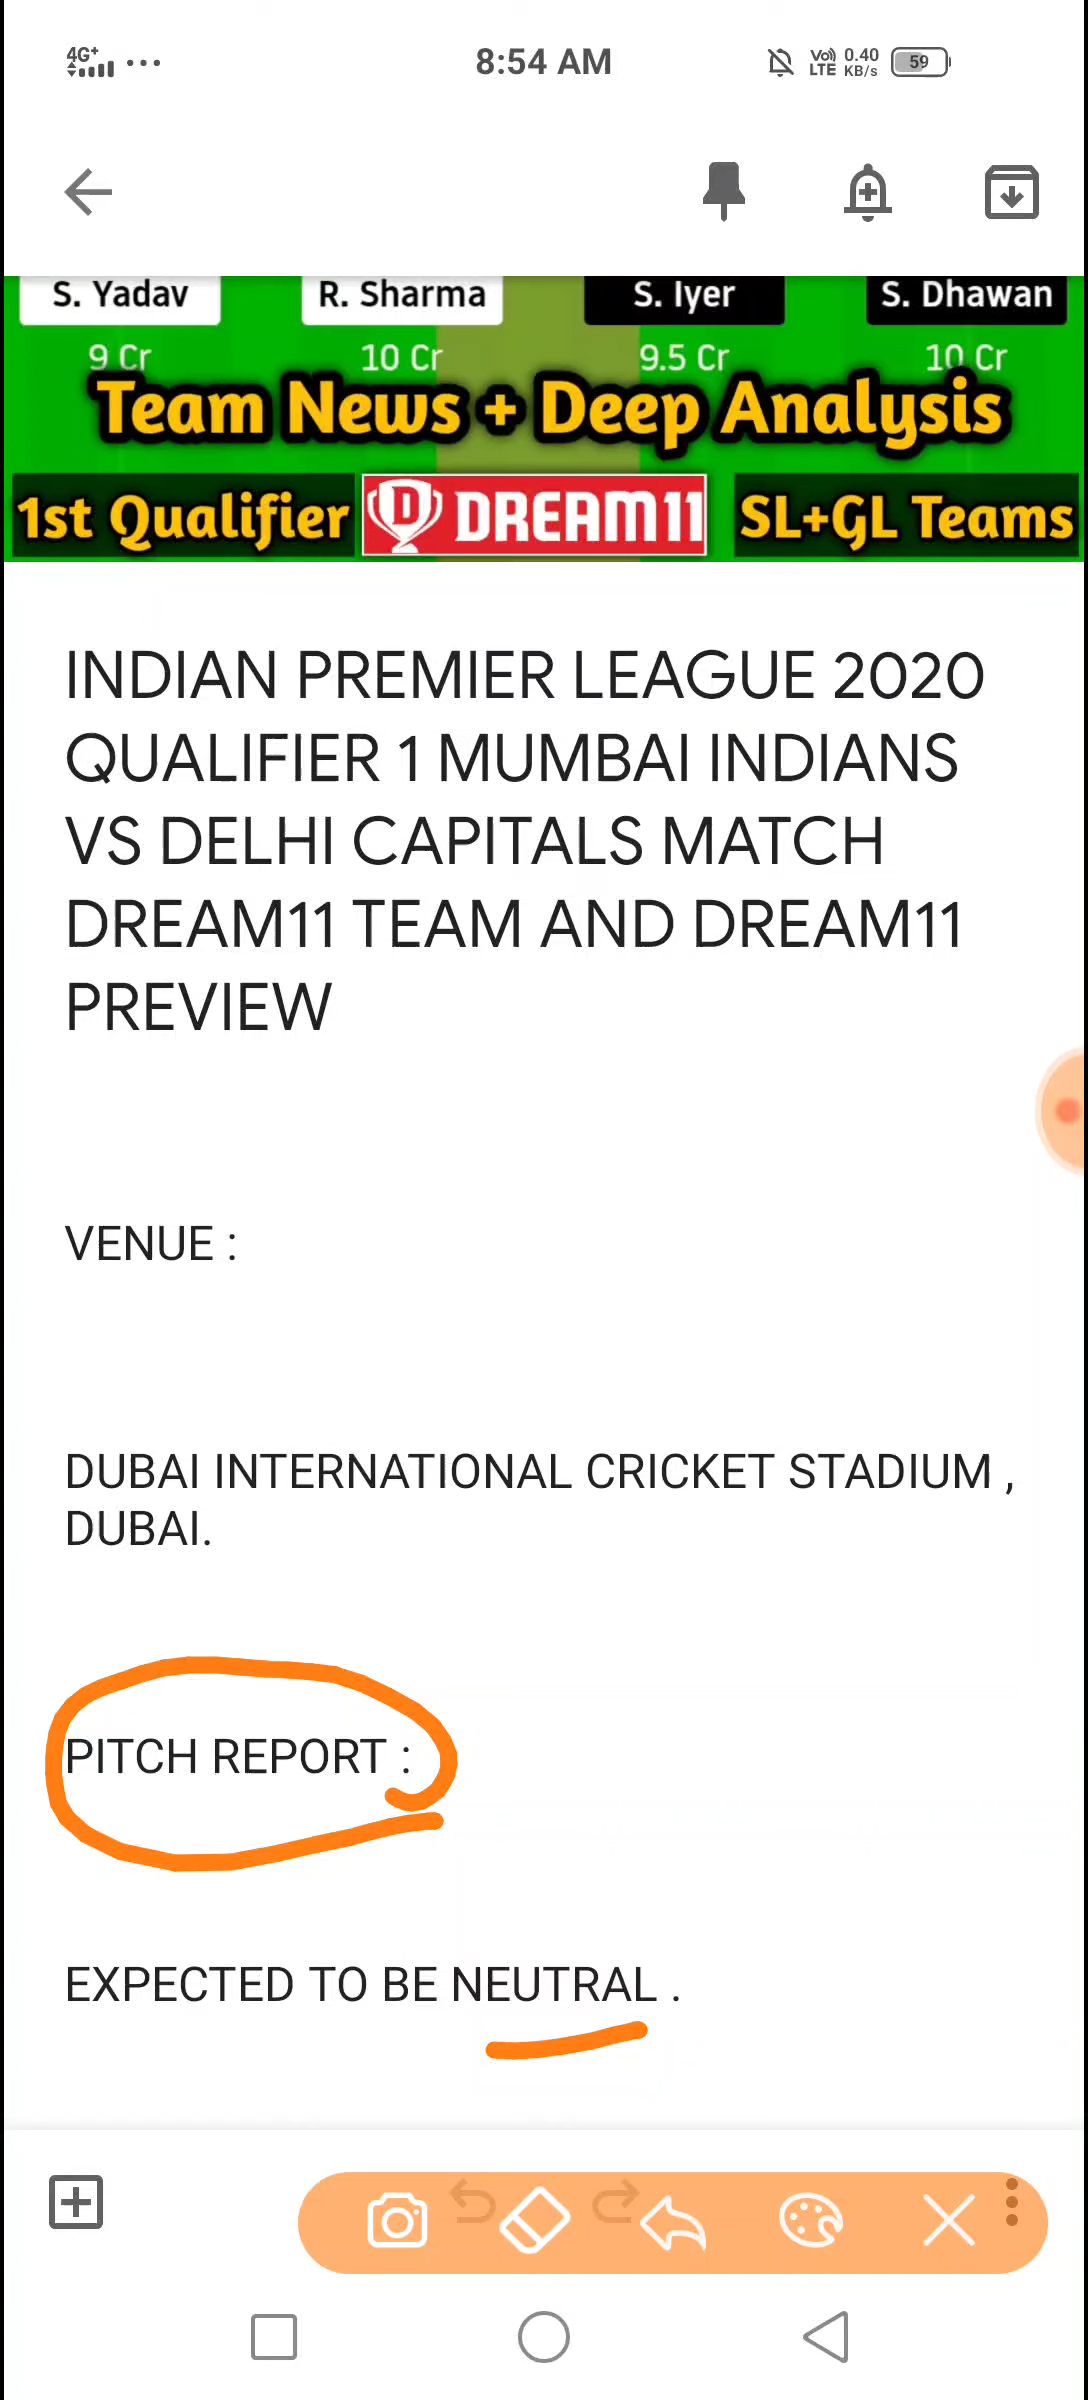 4G+ 8:54 AM Vo) LTE 0.40 KB/s 59
S. Yadav R. Sharma S. Iyer S. Dhawan
9 Cr 10 Cr 9.5 Cr 10 Cr
Team News + Deep Analysis
1st Qualifier D DREAM11 SL+GL Teams
INDIAN PREMIER LEAGUE 2020
QUALIFIER 1 MUMBAI INDIANS
VS DELHI CAPITALS MATCH
DREAM11 TEAM AND DREAM11
PREVIEW
VENUE :
DUBAI INTERNATIONAL CRICKET STADIUM ,
DUBAI.
PITCH REPORT :
EXPECTED TO BE NEUTRAL .